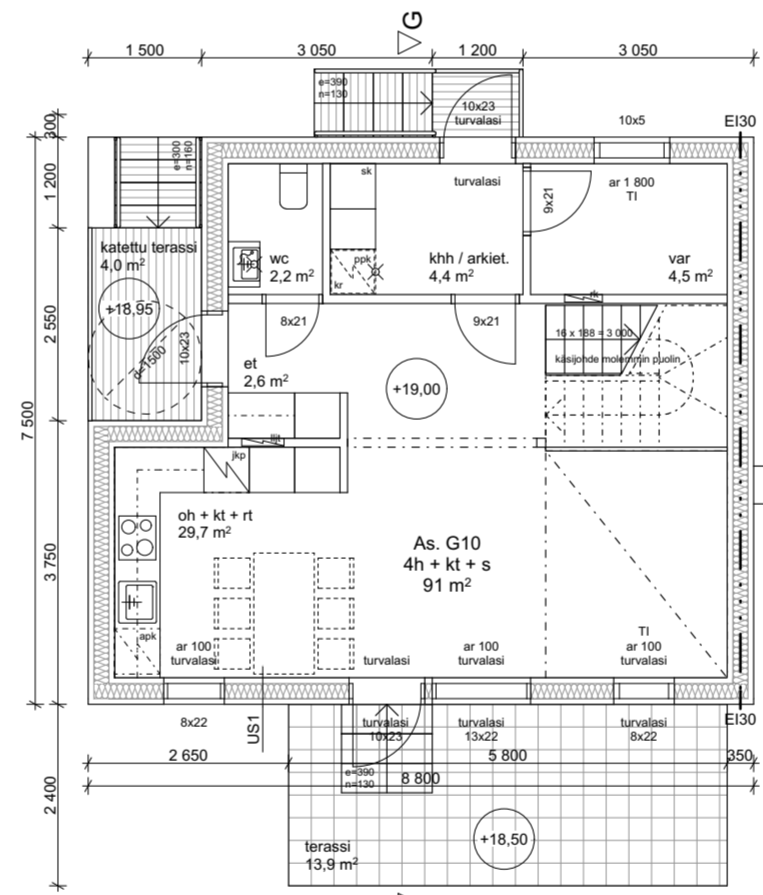 G
1 500
3 050
1 200
3 050
e=390
n=130
10x23
turvalasi
10x5
EI30
300
1 200
2 550
7 500
3 750
2 400
e=300
n=160
sk
turvalasi
9x21
ar 1 800
TI
katettu terassi
4,0 m²
wc
2,2 m²
ppk
kr
khh / arkiet.
4,4 m²
var
4,5 m²
+18,95
rk
8x21
9x21
10x23
d=1500
16 x 188 = 3 000
käsijohde molemmin puolin
et
2,6 m²
+19,00
jkp
oh + kt + rt
29,7 m²
As. G10
4h + kt + s
91 m²
apk
ar 100
turvalasi
turvalasi
ar 100
turvalasi
TI
ar 100
turvalasi
8x22
US1
turvalasi
10x23
turvalasi
13x22
turvalasi
8x22
EI30
2 650
5 800
350
e=390
n=130
8 800
terassi
13,9 m²
+18,50